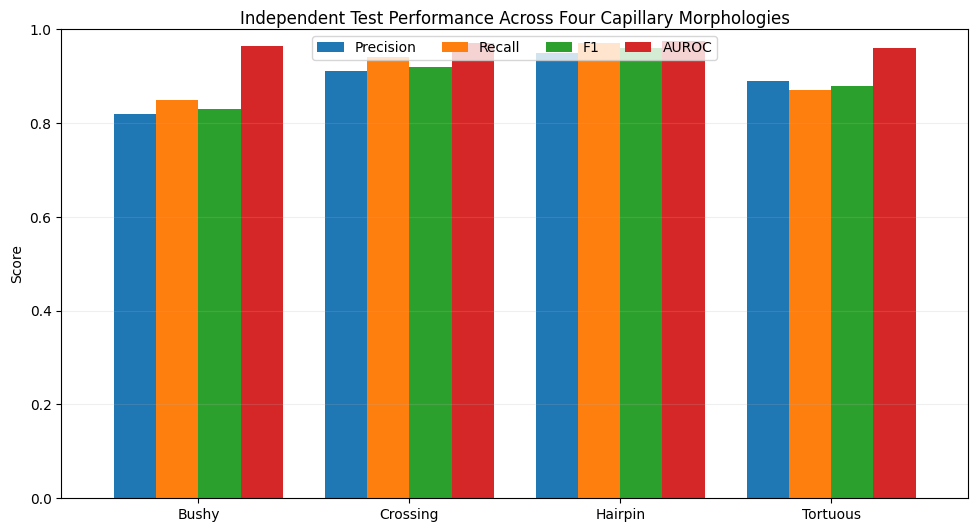 Independent Test Performance Across Four Capillary Morphologies
Precision Recall F1 AUROC
Score
1.0
0.8
0.6
0.4
0.2
0.0
Bushy Crossing Hairpin Tortuous